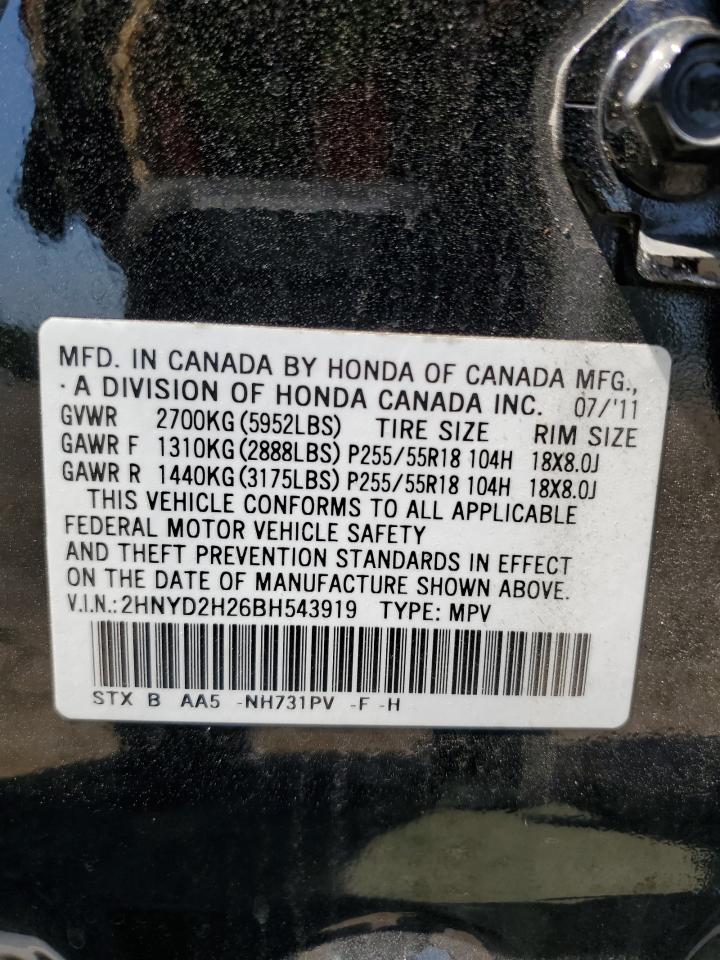 MFD. IN CANADA BY HONDA OF CANADA MFG.,
· A DIVISION OF HONDA CANADA INC. 07/'11
GVWR 2700KG(5952LBS) TIRE SIZE RIM SIZE
GAWR F 1310KG(2888LBS) P255/55R18 104H 18X8.0J
GAWR R 1440KG(3175LBS) P255/55R18 104H 18X8.0J
THIS VEHICLE CONFORMS TO ALL APPLICABLE
FEDERAL MOTOR VEHICLE SAFETY
AND THEFT PREVENTION STANDARDS IN EFFECT
ON THE DATE OF MANUFACTURE SHOWN ABOVE.
V.I.N.:2HNYD2H26BH543919 TYPE: MPV
STX B AA5 -NH731PV -F -H